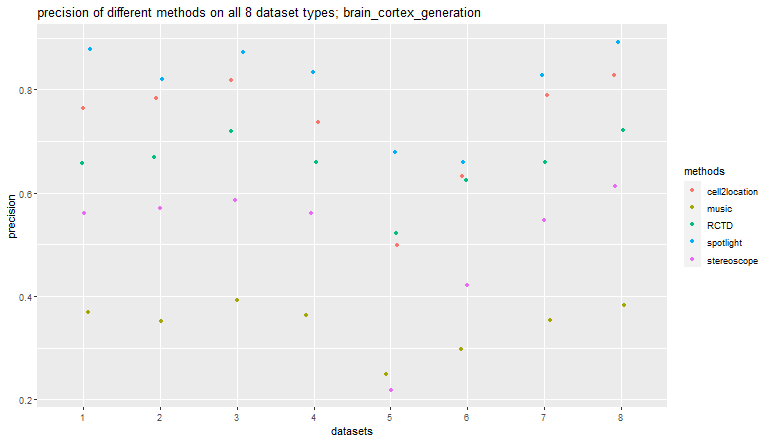 precision of different methods on all 8 dataset types; brain_cortex_generation
precision
0.8
0.6
0.4
0.2
1 2 3 4 5 6 7 8
datasets
methods
cell2location
music
RCTD
spotlight
stereoscope